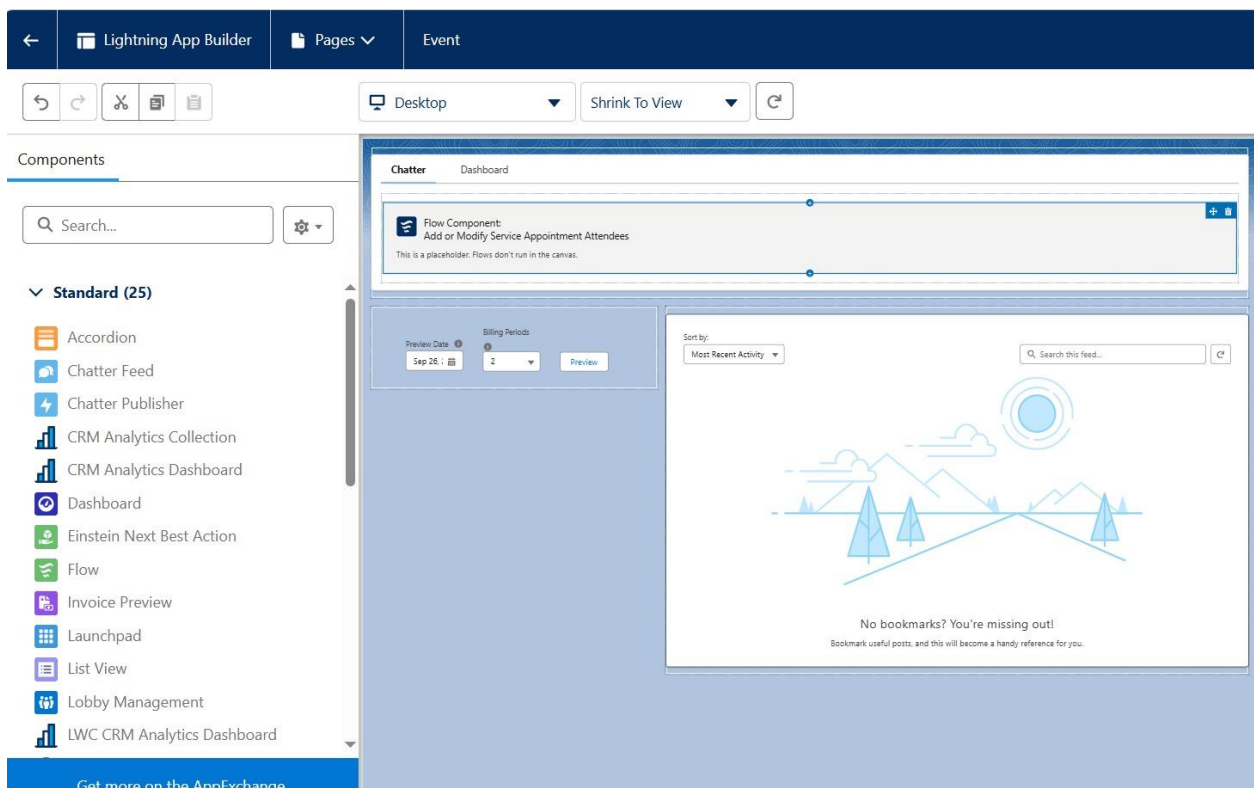 Lightning App Builder
Pages
Event
Desktop
Shrink To View
Components
Search...
Standard (25)
Accordion
Chatter Feed
Chatter Publisher
CRM Analytics Collection
CRM Analytics Dashboard
Dashboard
Einstein Next Best Action
Flow
Invoice Preview
Launchpad
List View
Lobby Management
LWC CRM Analytics Dashboard
Get more on the AppExchange
Chatter
Dashboard
Flow Component:
Add or Modify Service Appointment Attendees
This is a placeholder. Flows don't run in the canvas.
Preview Date
Billing Periods
Sep 26, :
2
Preview
Sort by:
Most Recent Activity
Search this feed...
No bookmarks? You're missing out!
Bookmark useful posts, and this will become a handy reference for you.